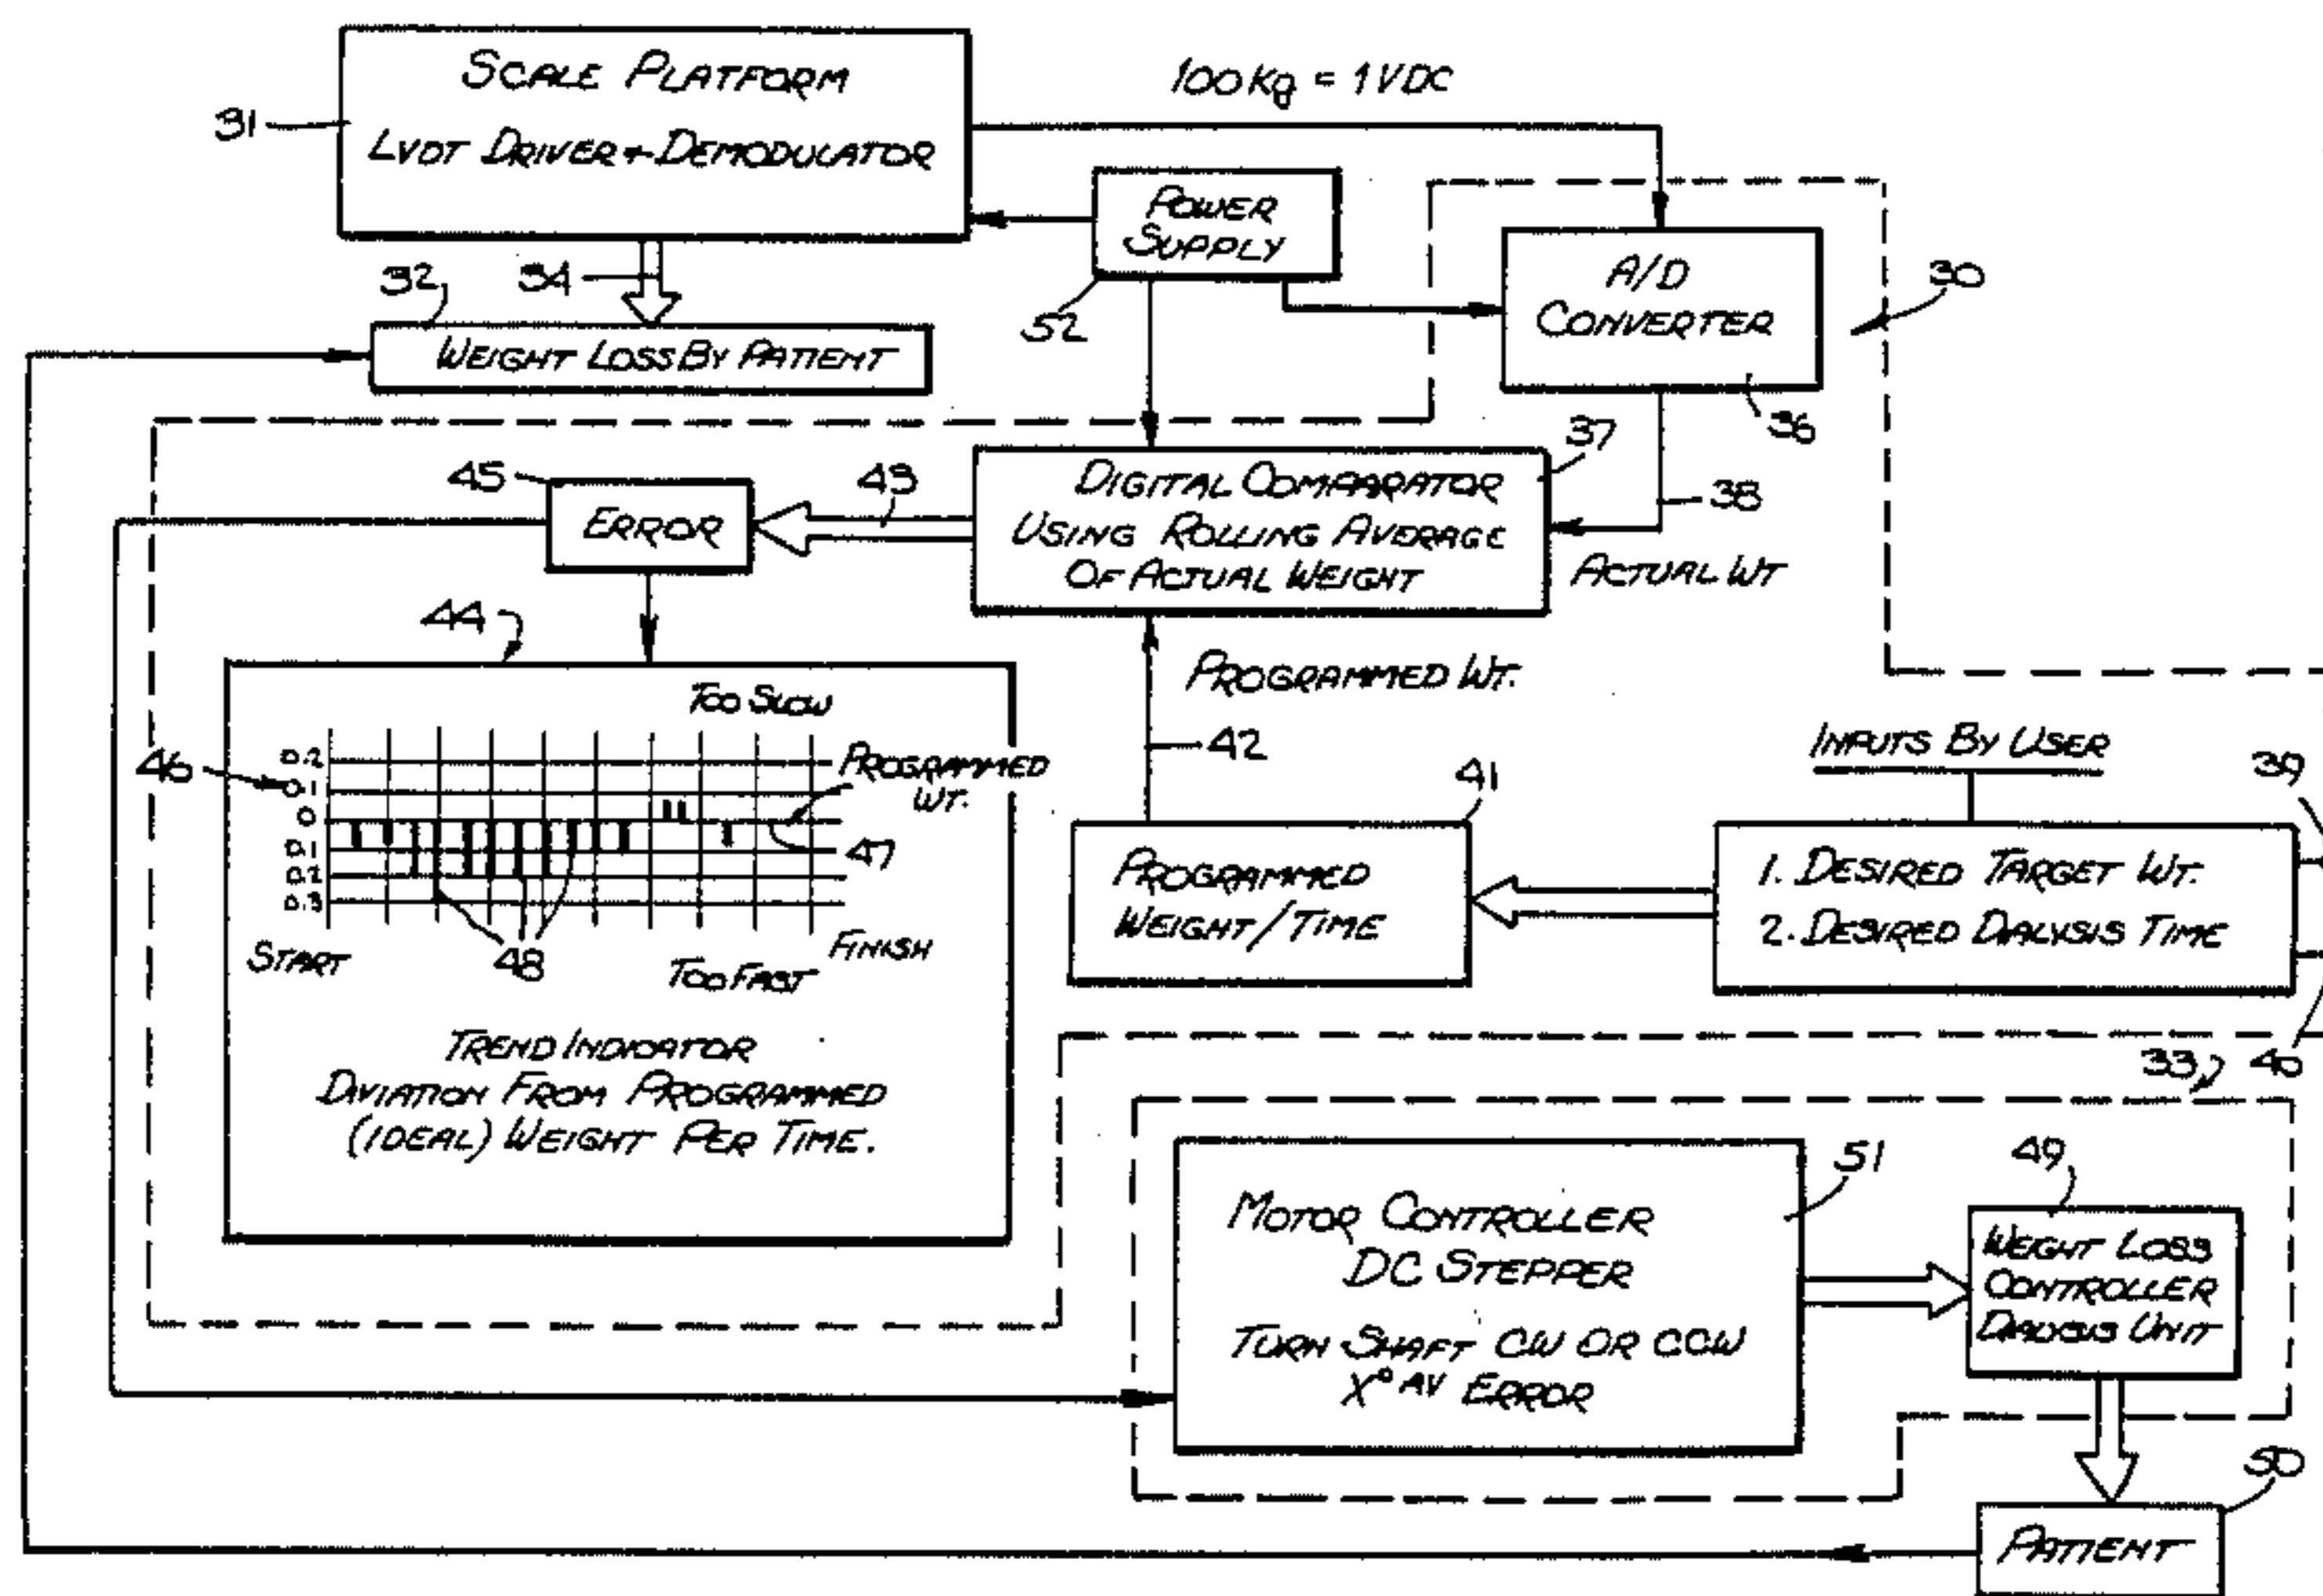 SCALE PLATFORM
LVDT DRIVER + DEMODULATOR
31
100Kg = 1 VDC
POWER
SUPPLY
52
A/D
CONVERTER
30
36
34
32
WEIGHT LOSS BY PATIENT
37
38
DIGITAL COMPARATOR
USING ROLLING AVERAGE
OF ACTUAL WEIGHT
ACTUAL WT
43
45
ERROR
44
PROGRAMMED WT.
42
TOO SLOW
0.2
0.1
0
0.1
0.2
0.3
46
PROGRAMMED
WT.
47
48
START
TOO FAST
FINISH
TREND INDICATOR
DIVIATION FROM PROGRAMMED
(IDEAL) WEIGHT PER TIME.
41
PROGRAMMED
WEIGHT/TIME
INPUTS BY USER
39
1. DESIRED TARGET WT.
2. DESIRED DIALYSIS TIME
40
33
51
MOTOR CONTROLLER
DC STEPPER
TURN SHAFT CW OR CCW
X° AV ERROR
49
WEIGHT LOSS
CONTROLLER
DIALYSIS UNIT
50
PATIENT